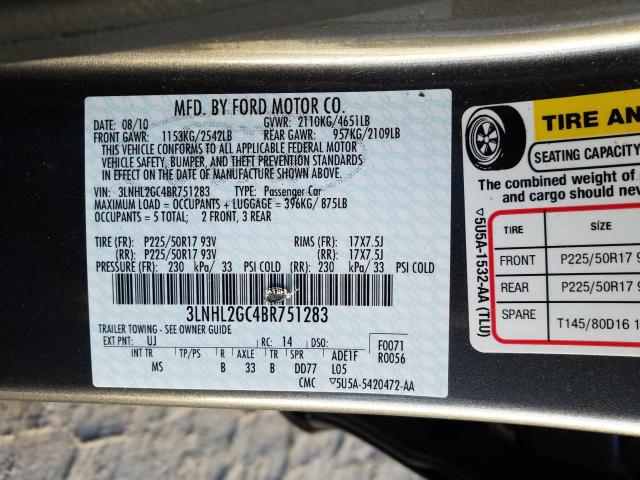 MFD. BY FORD MOTOR CO.
DATE: 08/10 GVWR: 2110KG/4651LB
FRONT GAWR: 1153KG/2542LB REAR GAWR: 957KG/2109LB
THIS VEHICLE CONFORMS TO ALL APPLICABLE FEDERAL MOTOR
VEHICLE SAFETY, BUMPER, AND THEFT PREVENTION STANDARDS
IN EFFECT ON THE DATE OF MANUFACTURE SHOWN ABOVE.
VIN: 3LNHL2GC4BR751283 TYPE: Passenger Car
MAXIMUM LOAD = OCCUPANTS + LUGGAGE = 396KG/ 875LB
OCCUPANTS = 5 TOTAL; 2 FRONT, 3 REAR
TIRE (FR): P225/50R17 93V RIMS (FR): 17X7.5J
(RR): P225/50R17 93V (RR): 17X7.5J
PRESSURE (FR): 230 kPa/ 33 PSI COLD (RR): 230 kPa/ 33 PSI COLD
3LNHL2GC4BR751283
TRAILER TOWING - SEE OWNER GUIDE
EXT PNT: UJ RC: 14 DSO: F0071
INT TR TP/PS R AXLE TR SPR ADE1F R0056
MS B 33 B DD77 L05
CMC ▽5U5A-5420472-AA
▽5U5A-1532-AA (TLU)
TIRE AN
SEATING CAPACITY
The combined weight of
and cargo should neve
TIRE SIZE
FRONT P225/50R17 9
REAR P225/50R17
SPARE T145/80D16 1